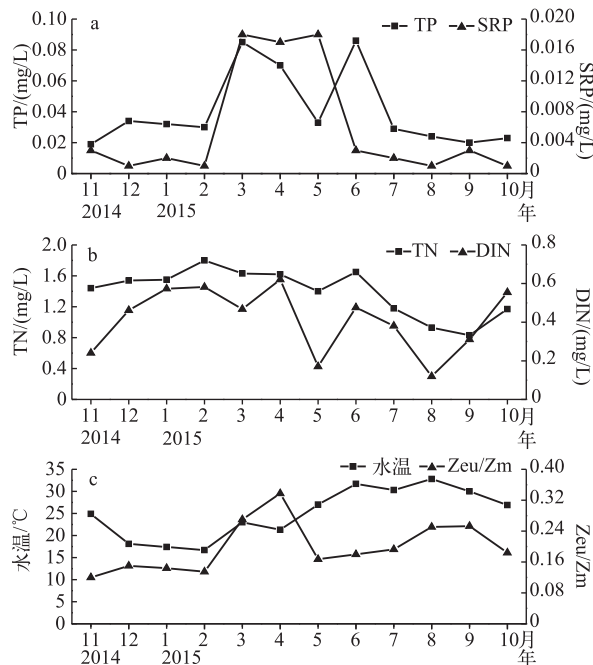 a
TP SRP
TP/(mg/L)
0.10
0.08
0.06
0.04
0.02
0
SRP/(mg/L)
0.020
0.016
0.012
0.008
0.004
0
11 12 1 2 3 4 5 6 7 8 9 10月
2014 2015 年
b
TN DIN
TN/(mg/L)
2.0
1.6
1.2
0.8
0.4
0
DIN/(mg/L)
0.8
0.6
0.4
0.2
0
11 12 1 2 3 4 5 6 7 8 9 10月
2014 2015 年
c
水温 Zeu/Zm
水温/℃
35
30
25
20
15
10
5
0
Zeu/Zm
0.40
0.32
0.24
0.16
0.08
0
11 12 1 2 3 4 5 6 7 8 9 10月
2014 2015 年